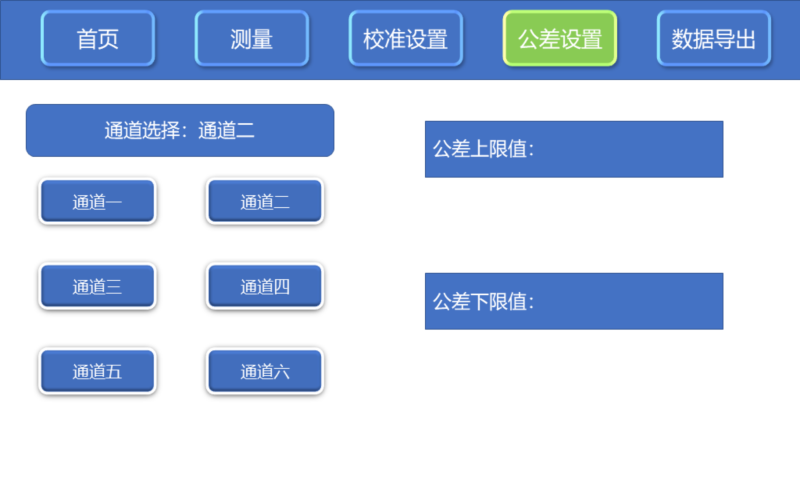 首页
测量
校准设置
公差设置
数据导出
通道选择：通道二
公差上限值：
通道一
通道二
通道三
通道四
公差下限值：
通道五
通道六